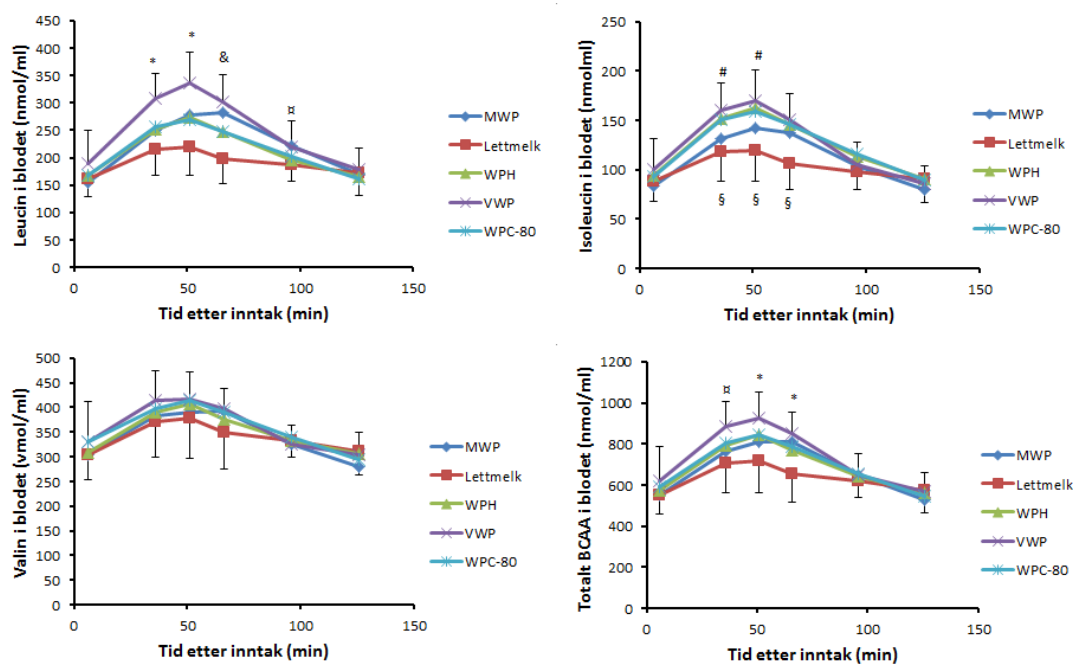 Leucin i blodet (nmol/ml)
450
400
350
300
250
200
150
100
50
0
* * & ¤
0 50 100 150
Tid etter inntak (min)
MWP
Lettmelk
WPH
VWP
WPC-80
Isoleucin i blodet (nmolml)
250
200
150
100
50
0
# #
§ § §
0 50 100 150
Tid etter inntak (min)
MWP
Lettmelk
WPH
VWP
WPC-80
Valin i blodet (vmol/ml)
500
450
400
350
300
250
200
150
100
50
0
0 50 100 150
Tid etter inntak (min)
MWP
Lettmelk
WPH
VWP
WPC-80
Totalt BCAA i blodet (nmol/ml)
1200
1000
800
600
400
200
0
¤ * *
0 50 100 150
Tid etter inntak (min)
MWP
Lettmelk
WPH
VWP
WPC-80